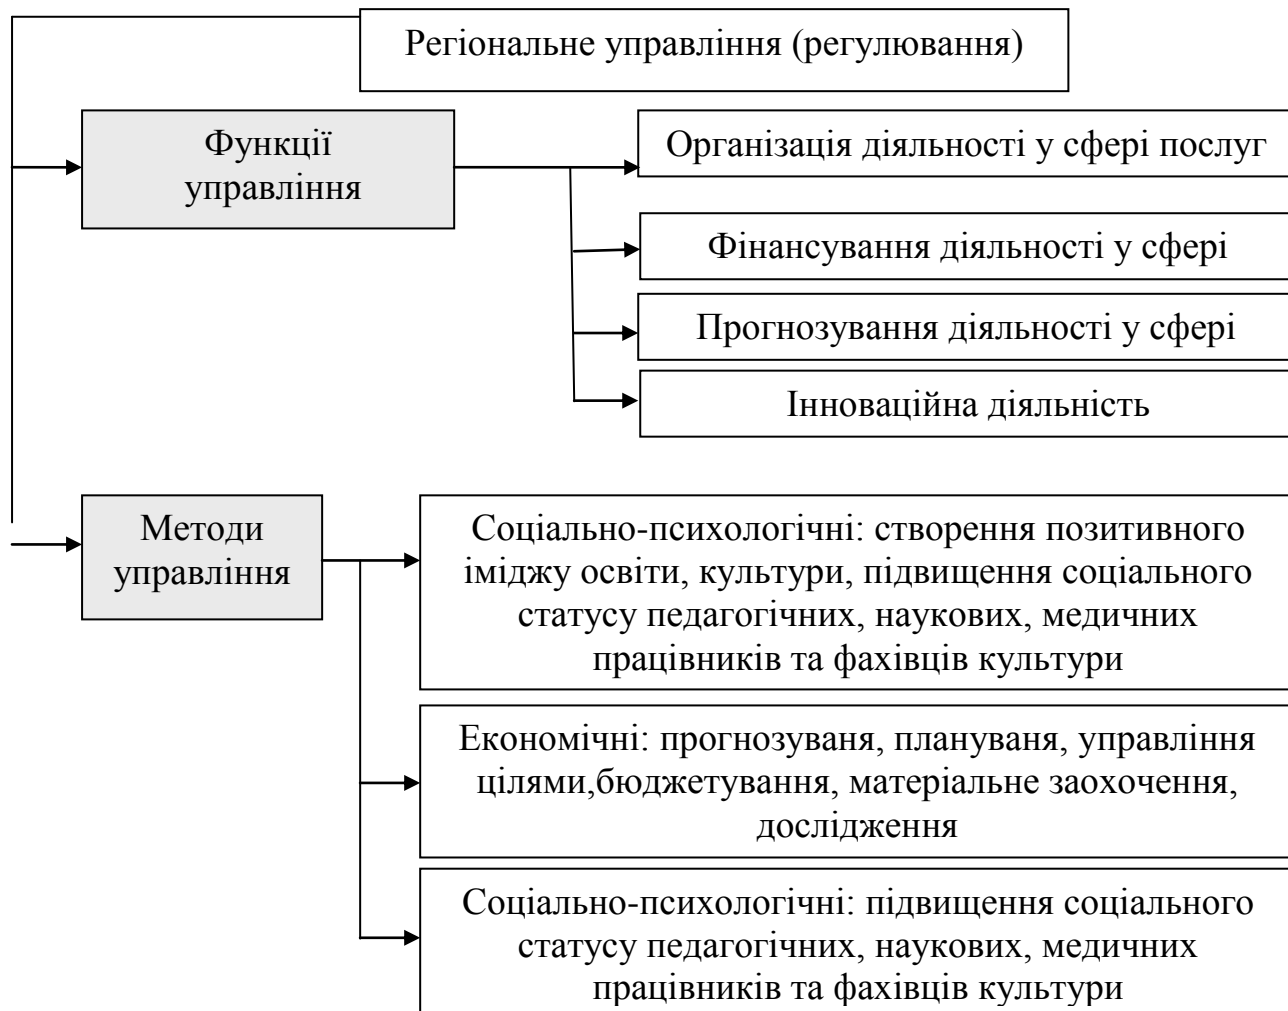 Регіональне управління (регулювання)
Функції
управління
Організація діяльності у сфері послуг
Фінансування діяльності у сфері
Прогнозування діяльності у сфері
Інноваційна діяльність
Методи
управління
Соціально-психологічні: створення позитивного
іміджу освіти, культури, підвищення соціального
статусу педагогічних, наукових, медичних
працівників та фахівців культури
Економічні: прогнозуваня, плануваня, управління
цілями,бюджетування, матеріальне заохочення,
дослідження
Соціально-психологічні: підвищення соціального
статусу педагогічних, наукових, медичних
працівників та фахівців культури